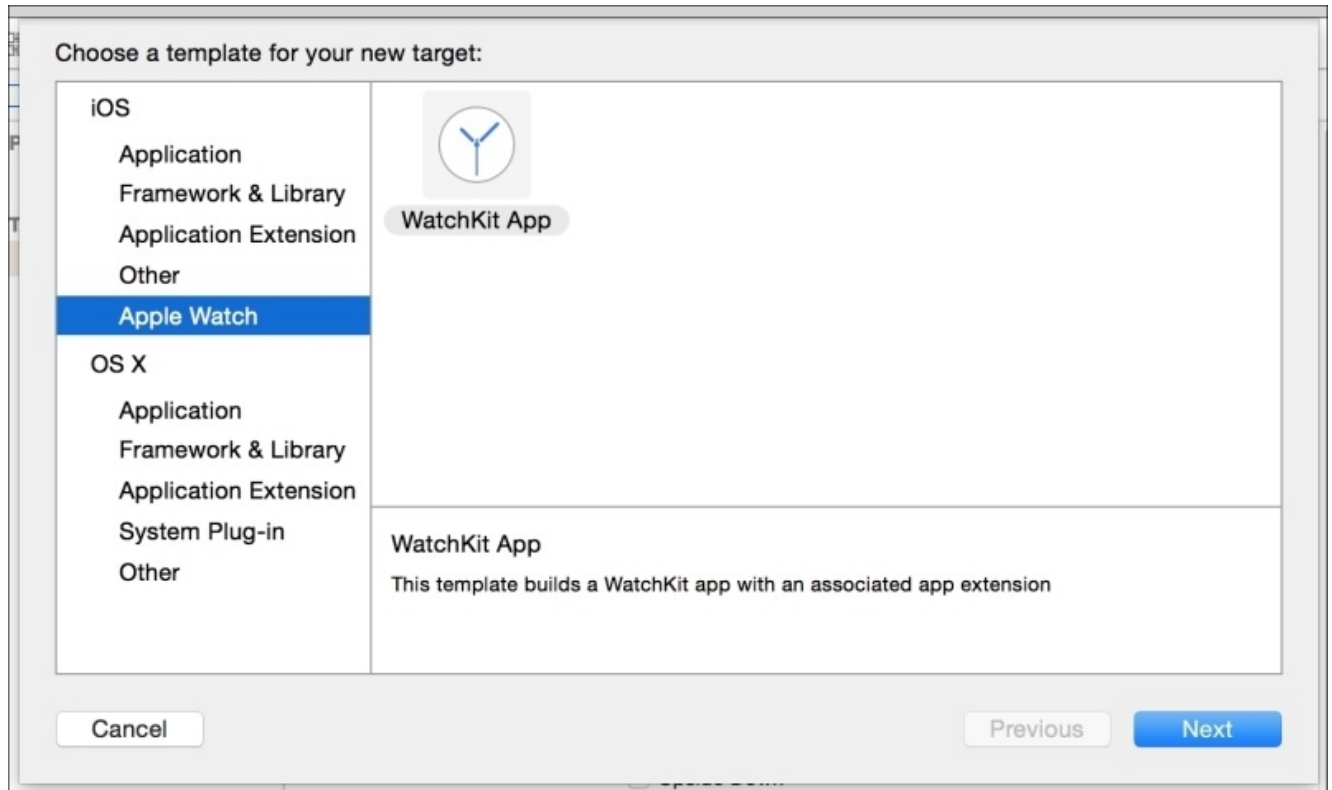 Choose a template for your new target:
iOS
Application
Framework & Library
Application Extension
Other
Apple Watch
OS X
Application
Framework & Library
Application Extension
System Plug-in
Other
WatchKit App
WatchKit App
This template builds a WatchKit app with an associated app extension
Cancel
Previous
Next